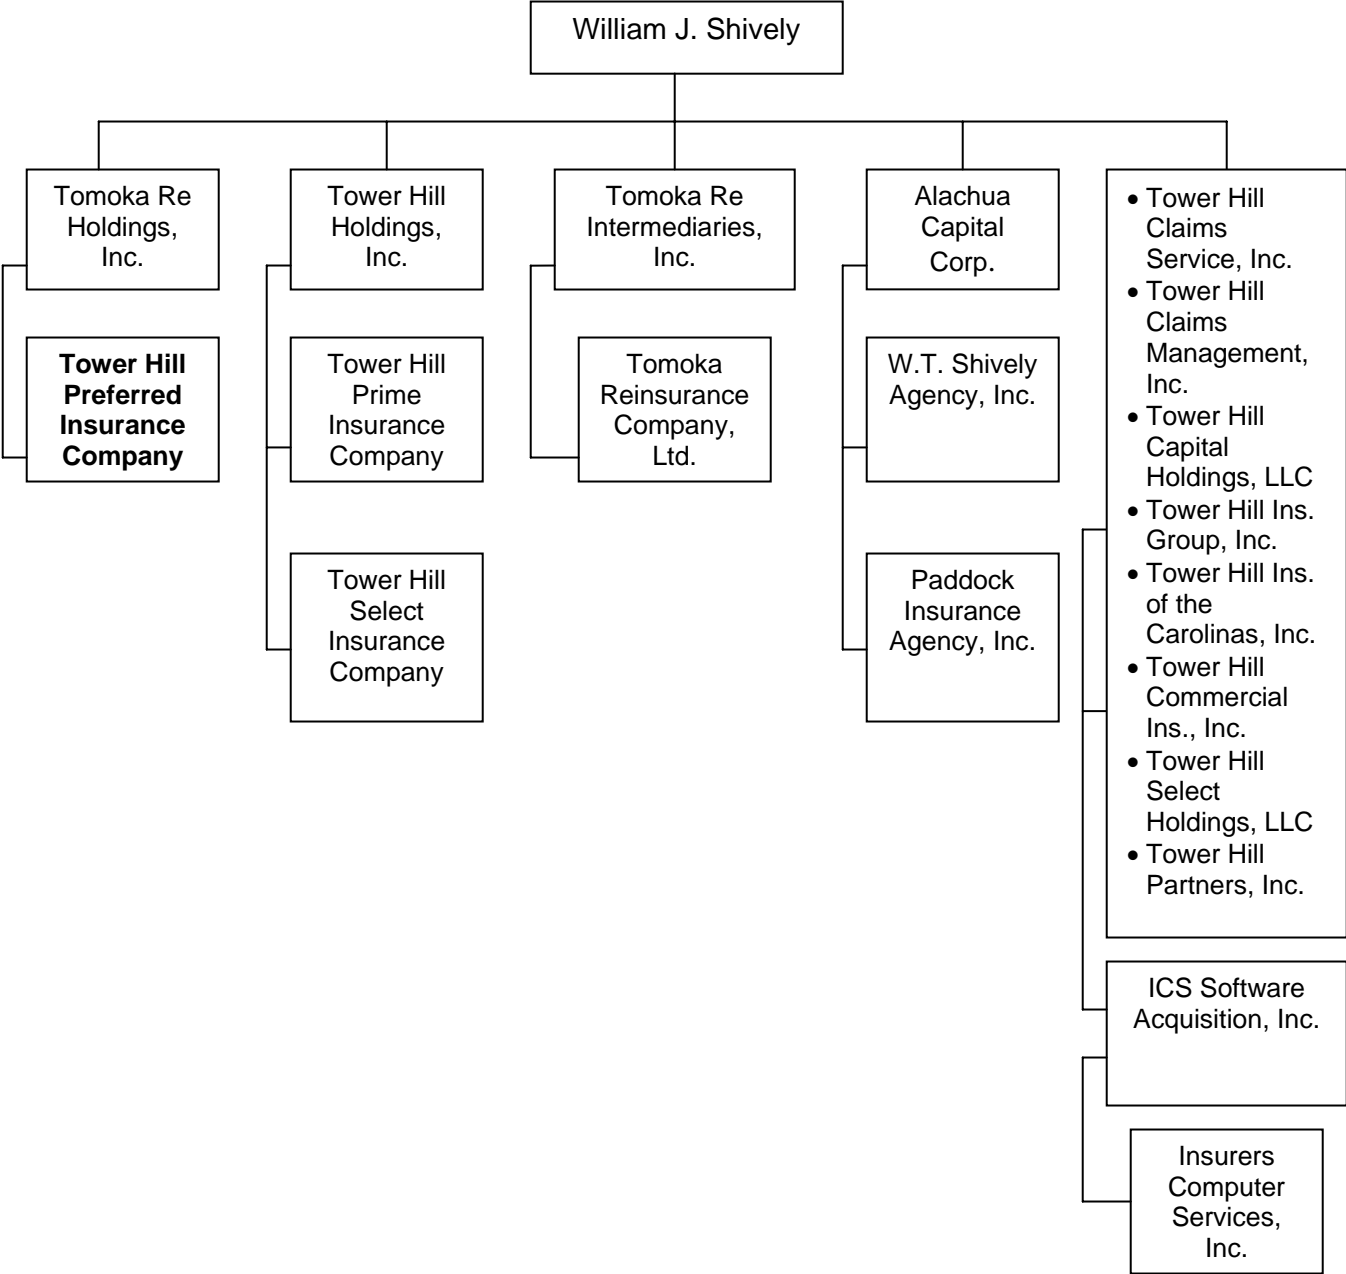 William J. Shively
Tomoka Re
Holdings,
Inc.
Tower Hill
Holdings,
Inc.
Tomoka Re
Intermediaries,
Inc.
Alachua
Capital
Corp.
• Tower Hill
Claims
Service, Inc.
• Tower Hill
Claims
Management,
Inc.
• Tower Hill
Capital
Holdings, LLC
• Tower Hill Ins.
Group, Inc.
• Tower Hill Ins.
of the
Carolinas, Inc.
• Tower Hill
Commercial
Ins., Inc.
• Tower Hill
Select
Holdings, LLC
• Tower Hill
Partners, Inc.
Tower Hill
Preferred
Insurance
Company
Tower Hill
Prime
Insurance
Company
Tomoka
Reinsurance
Company,
Ltd.
W.T. Shively
Agency, Inc.
Tower Hill
Select
Insurance
Company
Paddock
Insurance
Agency, Inc.
ICS Software
Acquisition, Inc.
Insurers
Computer
Services,
Inc.